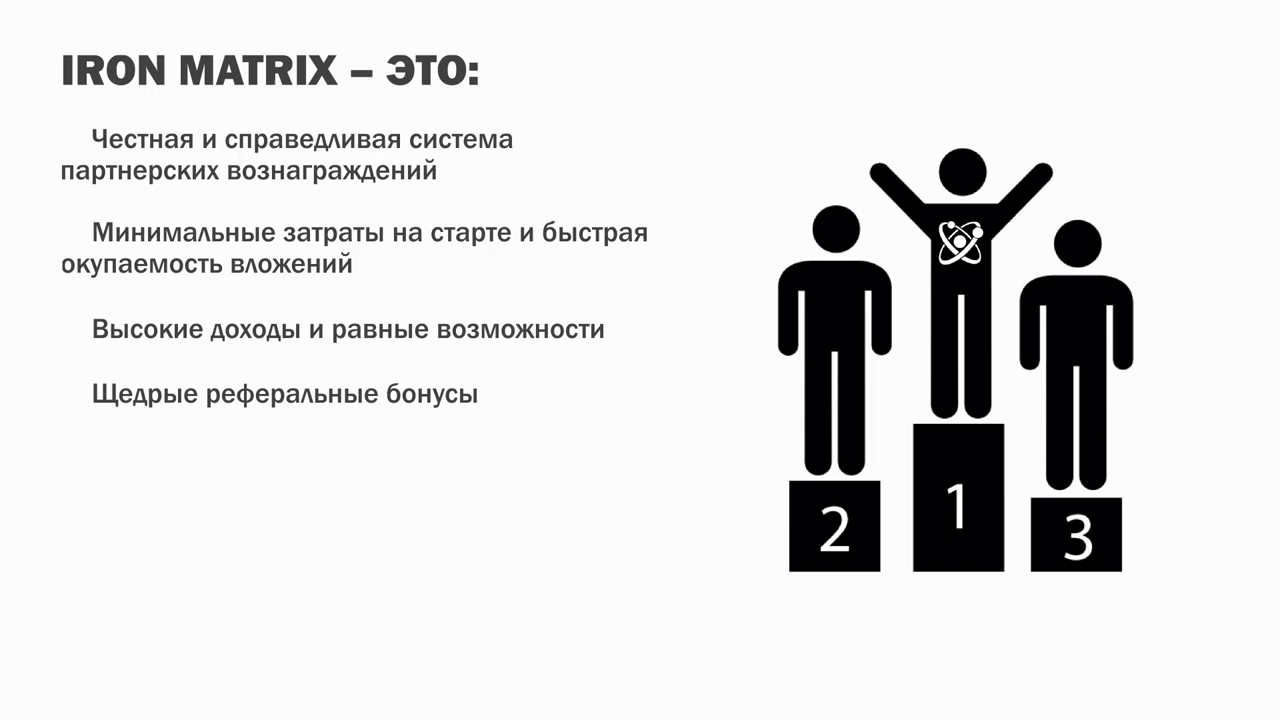 IRON MATRIX – ЭТО:
Честная и справедливая система
партнерских вознаграждений
Минимальные затраты на старте и быстрая
окупаемость вложений
Высокие доходы и равные возможности
Щедрые реферальные бонусы
2
1
3